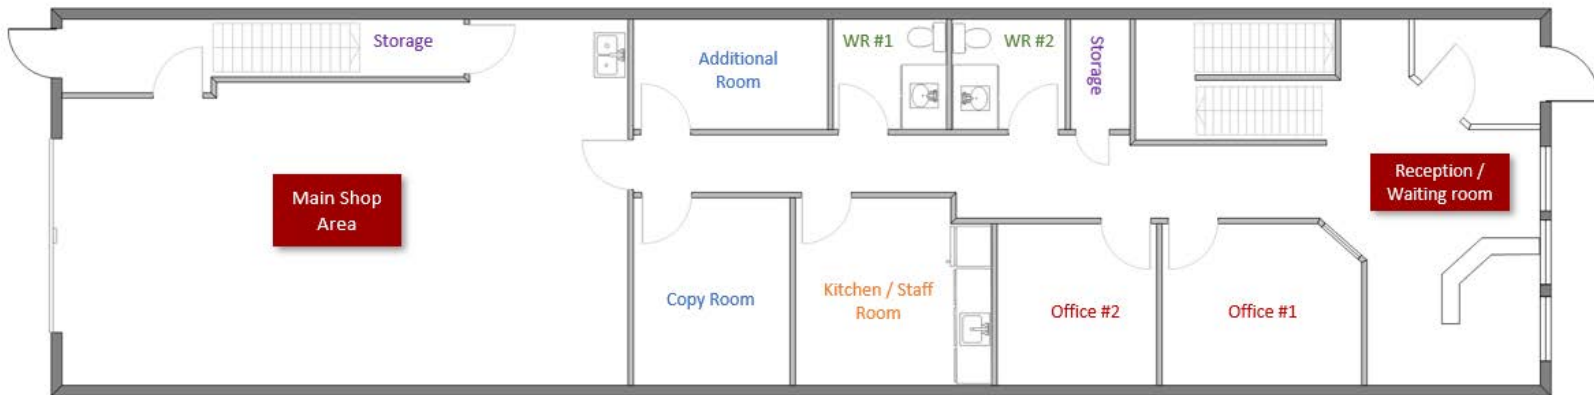 Storage
Additional
Room
WR #1
WR #2
Storage
Main Shop
Area
Reception /
Waiting room
Copy Room
Kitchen / Staff
Room
Office #2
Office #1